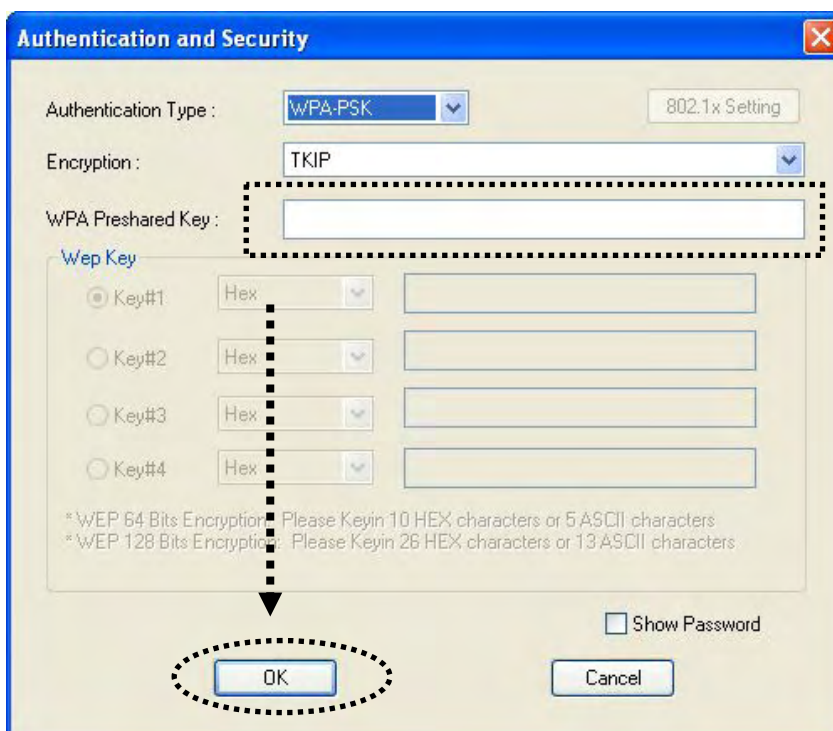 Authentication and Security
Authentication Type : WPA-PSK 802.1x Setting
Encryption : TKIP
WPA Preshared Key :
Wep Key
Key#1 Hex
Key#2 Hex
Key#3 Hex
Key#4 Hex
* WEP 64 Bits Encryption: Please Keyin 10 HEX characters or 5 ASCII characters
* WEP 128 Bits Encryption: Please Keyin 26 HEX characters or 13 ASCII characters
Show Password
OK Cancel